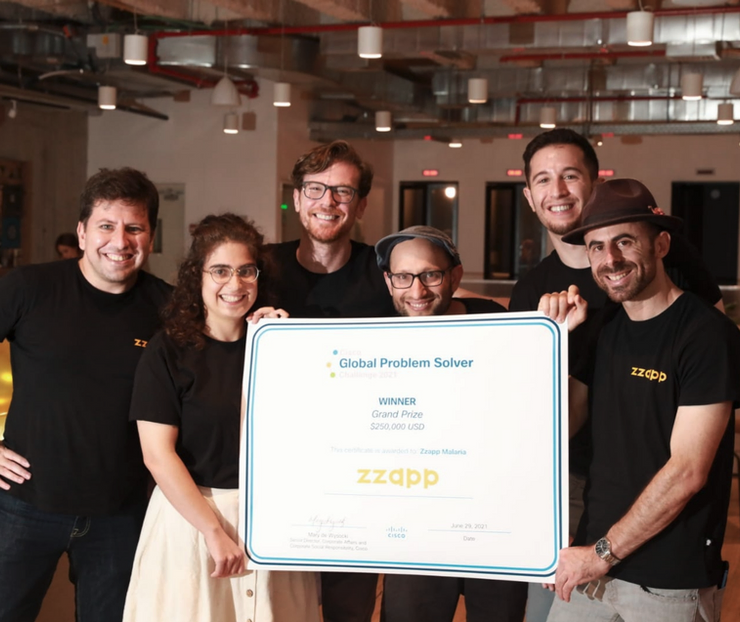 Global Problem Solver
Challenge 2021
WINNER
Grand Prize
$250,000 USD
This certificate is awarded to: Zzapp Malaria
zzapp
CISCO
June 29, 2021
Date
zz
zzapp